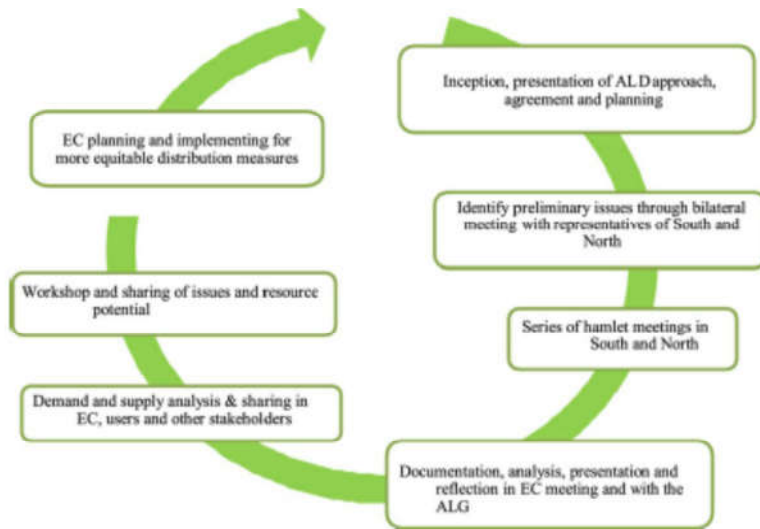 Inception, presentation of ALD approach,
agreement and planning
Identify preliminary issues through bilateral
meeting with representatives of South and
North
Series of hamlet meetings in
South and North
Documentation, analysis, presentation and
reflection in EC meeting and with the
ALG
Demand and supply analysis & sharing in
EC, users and other stakeholders
Workshop and sharing of issues and resource
potential
EC planning and implementing for
more equitable distribution measures